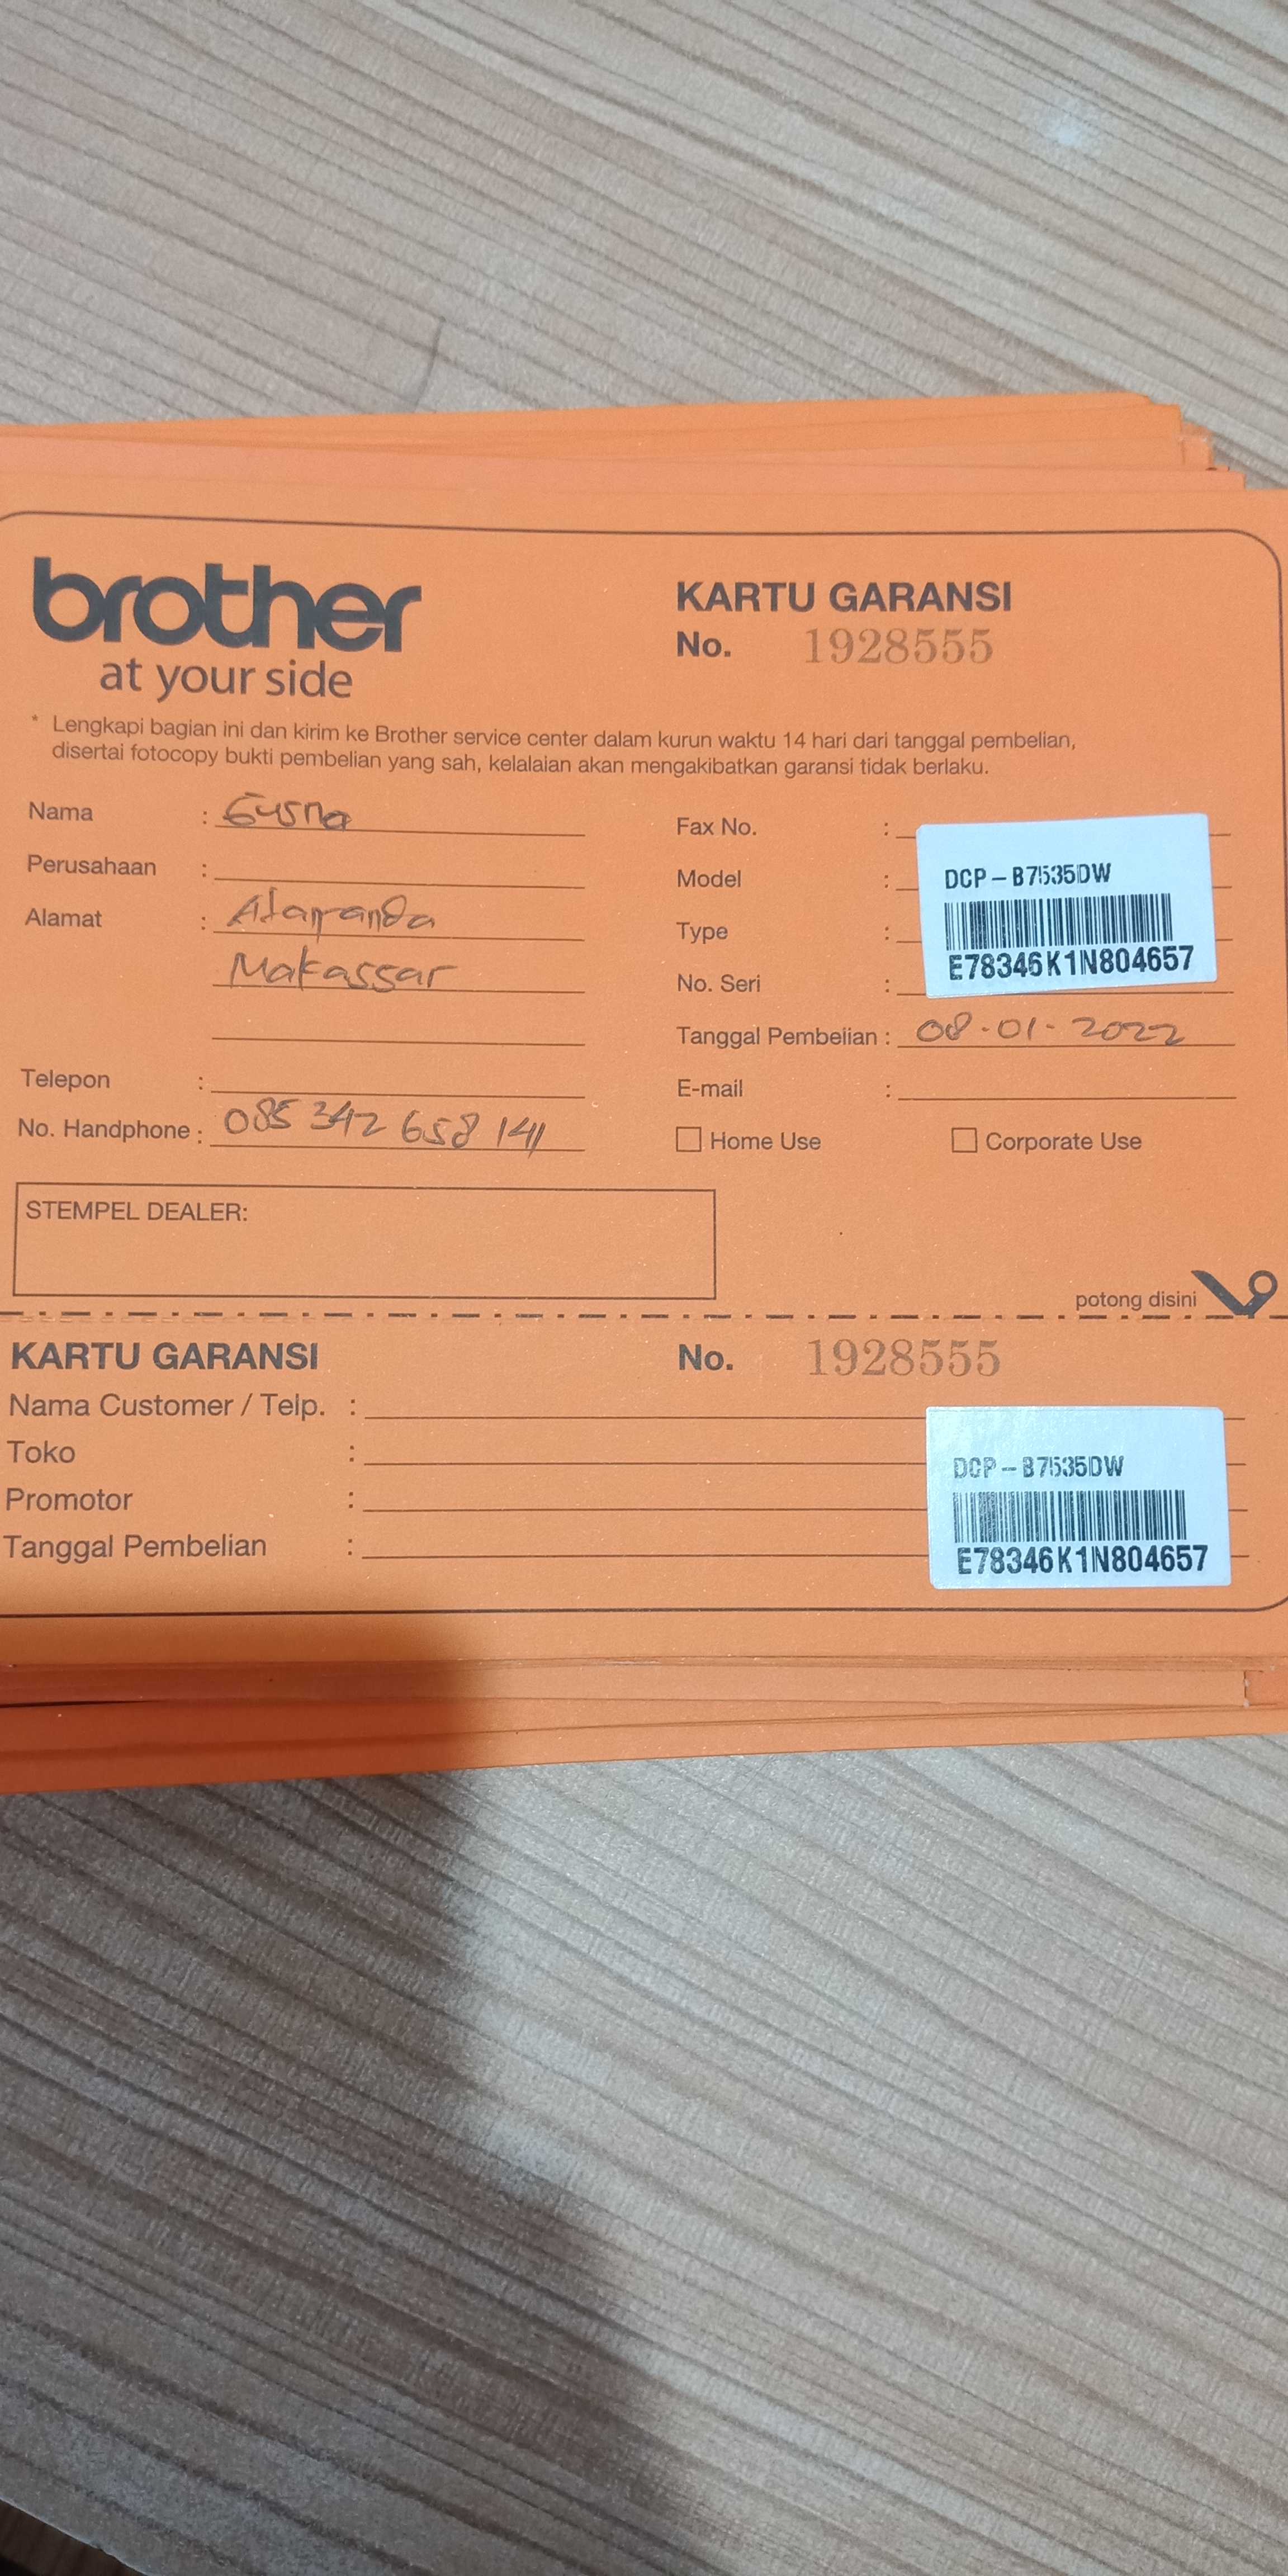 brother
at your side
KARTU GARANSI
No. 1928555
* Lengkapi bagian ini dan kirim ke Brother service center dalam kurun waktu 14 hari dari tanggal pembelian,
disertai fotocopy bukti pembelian yang sah, kelalaian akan mengakibatkan garansi tidak berlaku.
Nama :
Perusahaan :
Alamat :
Makassar
Telepon :
No. Handphone : 085 342 658 141
Fax No. :
Model :
Type :
No. Seri :
DCP-B7535DW
E78346K1N804657
Tanggal Pembelian : 08-01-2022
E-mail :
Home Use Corporate Use
STEMPEL DEALER:
potong disini
KARTU GARANSI No. 1928555
Nama Customer / Telp. :
Toko :
Promotor :
Tanggal Pembelian :
DCP-B7535DW
E78346K1N804657